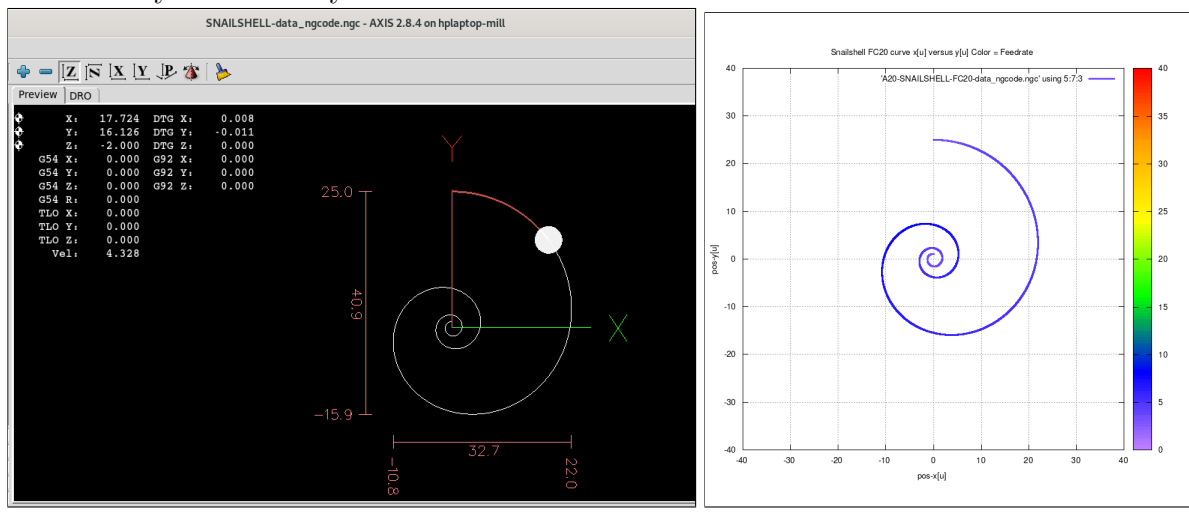 SNAILSHELL-data_ngcode.ngc - AXIS 2.8.4 on hplaptop-mill
Z N X Y P
Preview DRO
X: 17.724 DTG X: 0.008
Y: 16.126 DTG Y: -0.011
Z: -2.000 DTG Z: 0.000
G54 X: 0.000 G92 X: 0.000
G54 Y: 0.000 G92 Y: 0.000
G54 Z: 0.000 G92 Z: 0.000
G54 R: 0.000
TLO X: 0.000
TLO Y: 0.000
TLO Z: 0.000
Vel: 4.328
Y
25.0
40.9
X
-15.9
32.7
-10.8
22.0
Snailshell FC20 curve x[u] versus y[u] Color = Feedrate
'A20-SNAILSHELL-FC20-data_ngcode.ngc' using 5:7:3
40
30
20
10
0
-10
-20
-30
-40
pos-y[u]
-40 -30 -20 -10 0 10 20 30 40
pos-x[u]
40
35
30
25
20
15
10
5
0